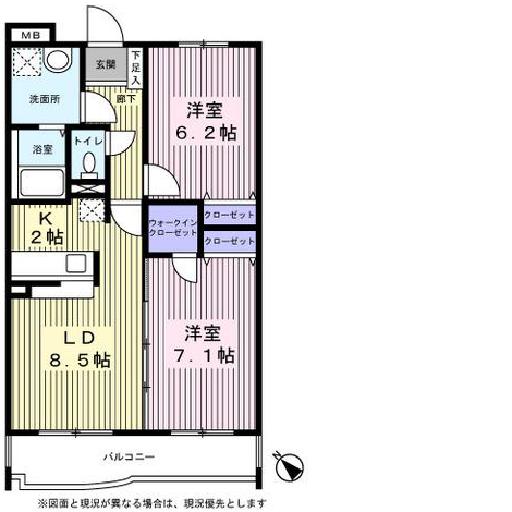 MB
玄関
下足入
洗面所
廊下
洋室
6.2帖
浴室
トイレ
K
2帖
ウォークイン
クローゼット
クローゼット
クローゼット
LD
8.5帖
洋室
7.1帖
バルコニー
N
※図面と現況が異なる場合は、現況優先とします